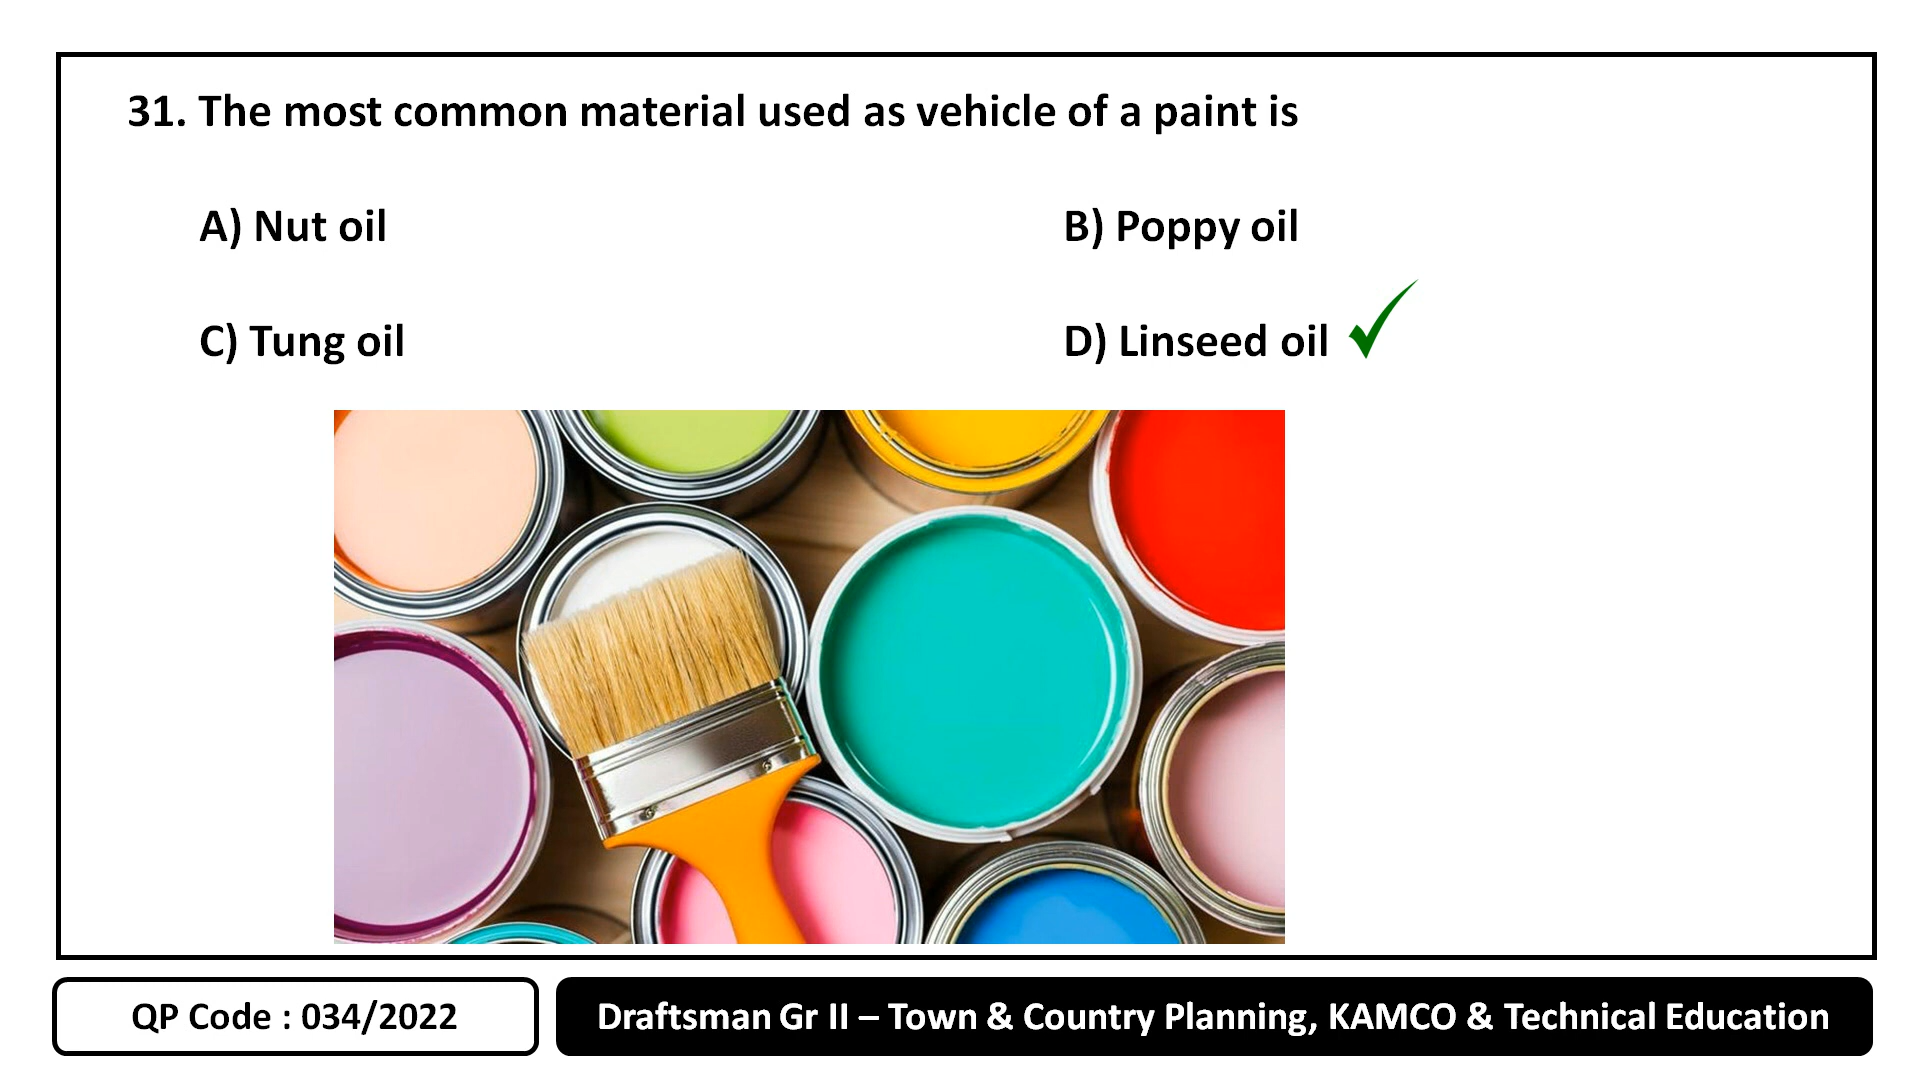 31. The most common material used as vehicle of a paint is
A) Nut oil
B) Poppy oil
C) Tung oil
D) Linseed oil
QP Code : 034/2022
Draftsman Gr II – Town & Country Planning, KAMCO & Technical Education